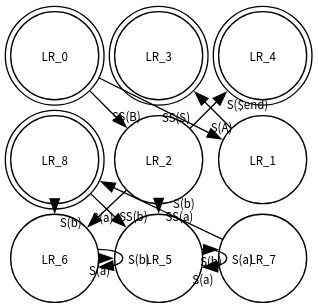 LR_0
LR_3
LR_4
SS(B)
SS(S)
S($end)
S(A)
LR_8
LR_2
LR_1
S(b)
S(b)
S(a)
SS(b)
SS(a)
LR_6
S(b)
LR_5
S(b)
S(a)
LR_7
S(a)
S(a)